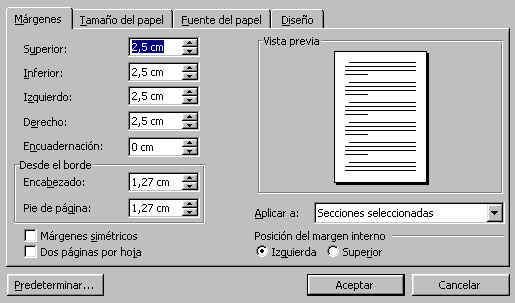 Márgenes Tamaño del papel Fuente del papel Diseño
Superior: 2,5 cm
Inferior: 2,5 cm
Izquierdo: 2,5 cm
Derecho: 2,5 cm
Encuadernación: 0 cm
Desde el borde
Encabezado: 1,27 cm
Pie de página: 1,27 cm
Márgenes simétricos
Dos páginas por hoja
Vista previa
Aplicar a: Secciones seleccionadas
Posición del margen interno
Izquierda Superior
Predeterminar... Aceptar Cancelar